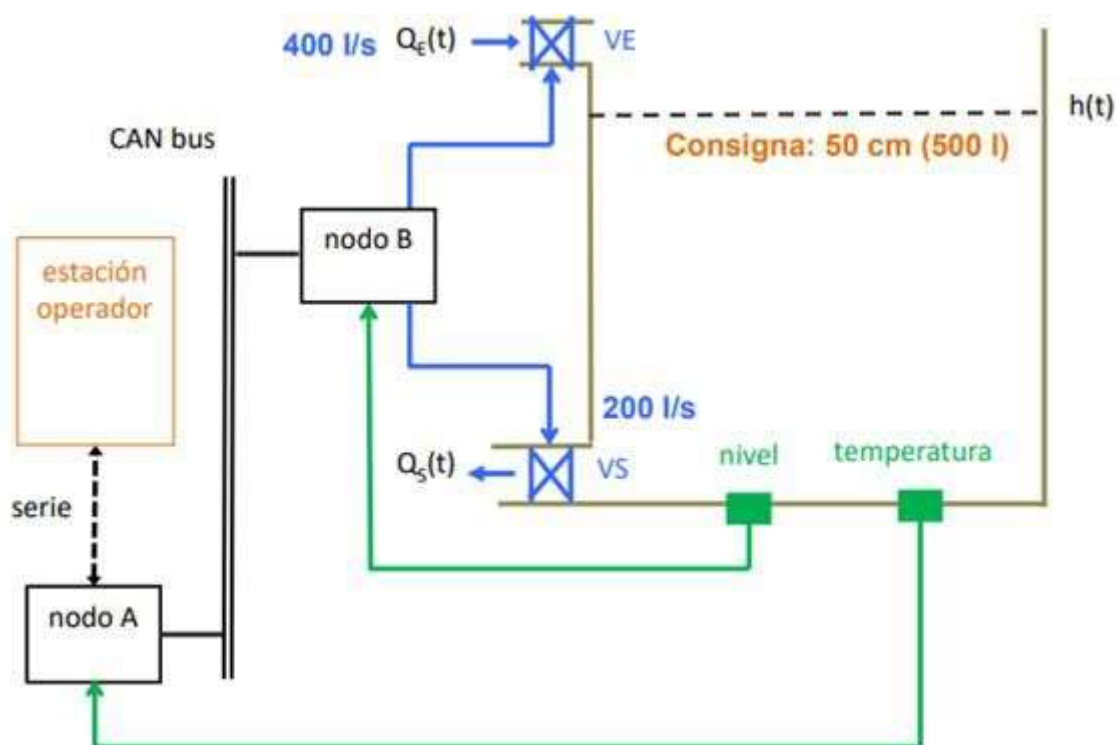 400 l/s
Q_E(t)
VE
h(t)
Consigna: 50 cm (500 l)
CAN bus
nodo B
estación
operador
200 l/s
Q_S(t)
VS
nivel
temperatura
serie
nodo A